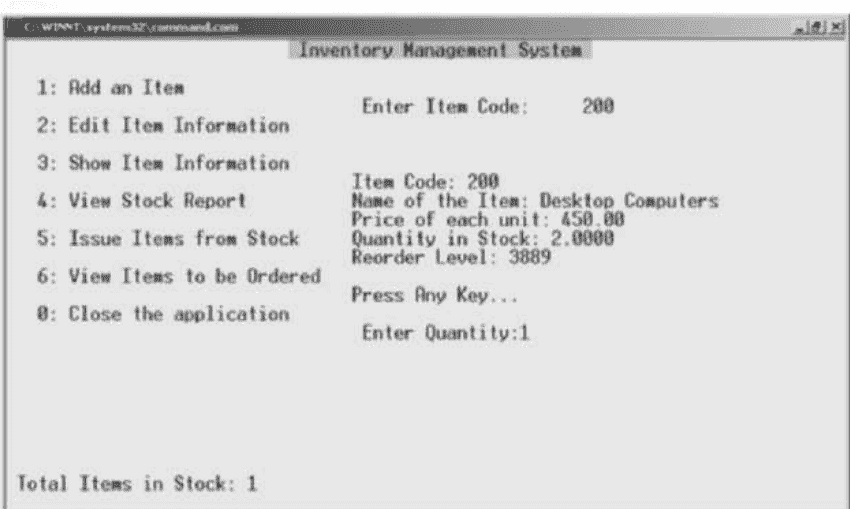 C:\WINNT\system32\command.com
Inventory Management System
1: Add an Item
Enter Item Code: 200
2: Edit Item Information
3: Show Item Information
Item Code: 200
4: View Stock Report
Name of the Item: Desktop Computers
Price of each unit: 450.00
5: Issue Items from Stock
Quantity in Stock: 2.0000
Reorder Level: 3889
6: View Items to be Ordered
Press Any Key...
0: Close the application
Enter Quantity:1
Total Items in Stock: 1